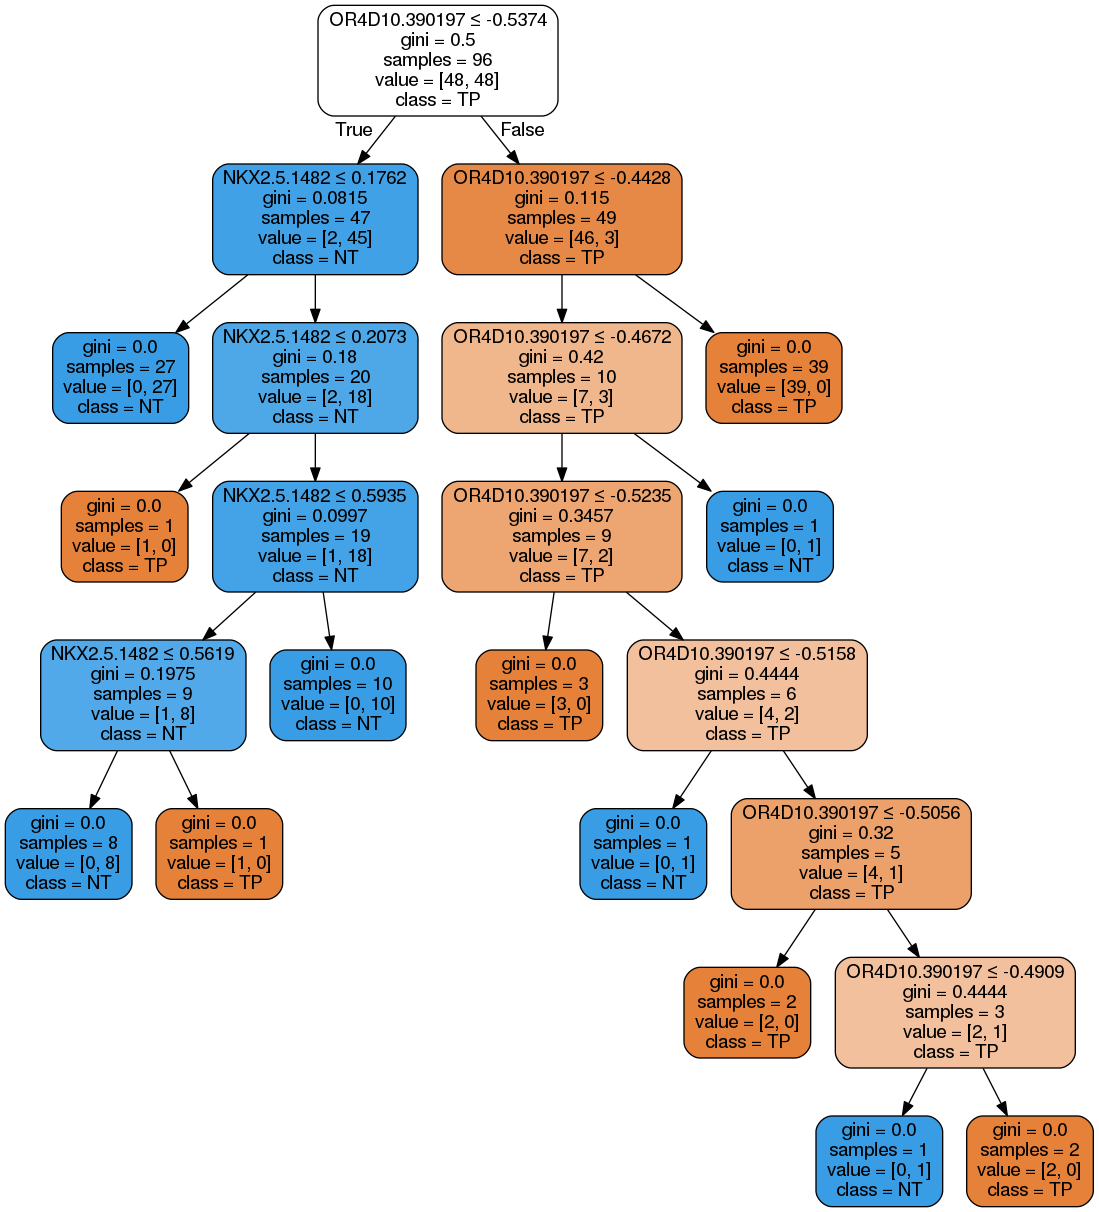 OR4D10.390197 ≤ -0.5374
gini = 0.5
samples = 96
value = [48, 48]
class = TP
True
False
NKX2.5.1482 ≤ 0.1762
gini = 0.0815
samples = 47
value = [2, 45]
class = NT
OR4D10.390197 ≤ -0.4428
gini = 0.115
samples = 49
value = [46, 3]
class = TP
gini = 0.0
samples = 27
value = [0, 27]
class = NT
NKX2.5.1482 ≤ 0.2073
gini = 0.18
samples = 20
value = [2, 18]
class = NT
OR4D10.390197 ≤ -0.4672
gini = 0.42
samples = 10
value = [7, 3]
class = TP
gini = 0.0
samples = 39
value = [39, 0]
class = TP
gini = 0.0
samples = 1
value = [1, 0]
class = TP
NKX2.5.1482 ≤ 0.5935
gini = 0.0997
samples = 19
value = [1, 18]
class = NT
OR4D10.390197 ≤ -0.5235
gini = 0.3457
samples = 9
value = [7, 2]
class = TP
gini = 0.0
samples = 1
value = [0, 1]
class = NT
NKX2.5.1482 ≤ 0.5619
gini = 0.1975
samples = 9
value = [1, 8]
class = NT
gini = 0.0
samples = 10
value = [0, 10]
class = NT
gini = 0.0
samples = 3
value = [3, 0]
class = TP
OR4D10.390197 ≤ -0.5158
gini = 0.4444
samples = 6
value = [4, 2]
class = TP
gini = 0.0
samples = 8
value = [0, 8]
class = NT
gini = 0.0
samples = 1
value = [1, 0]
class = TP
gini = 0.0
samples = 1
value = [0, 1]
class = NT
OR4D10.390197 ≤ -0.5056
gini = 0.32
samples = 5
value = [4, 1]
class = TP
gini = 0.0
samples = 2
value = [2, 0]
class = TP
OR4D10.390197 ≤ -0.4909
gini = 0.4444
samples = 3
value = [2, 1]
class = TP
gini = 0.0
samples = 1
value = [0, 1]
class = NT
gini = 0.0
samples = 2
value = [2, 0]
class = TP